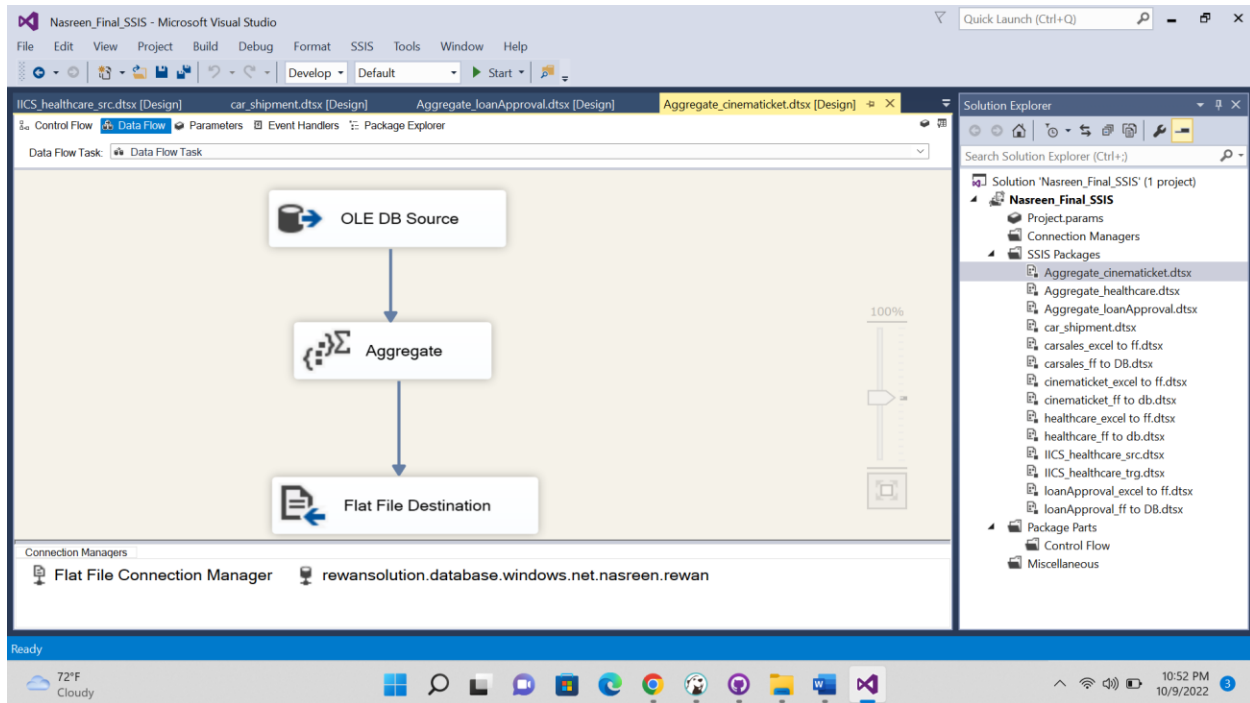 Nasreen_Final_SSIS - Microsoft Visual Studio
Quick Launch (Ctrl+Q)
File Edit View Project Build Debug Format SSIS Tools Window Help
Develop Default Start
IICS_healthcare_src.dtsx [Design] car_shipment.dtsx [Design] Aggregate_loanApproval.dtsx [Design] Aggregate_cinematicket.dtsx [Design]
Control Flow Data Flow Parameters Event Handlers Package Explorer
Data Flow Task: Data Flow Task
OLE DB Source
Aggregate
Flat File Destination
100%
Connection Managers
Flat File Connection Manager rewansolution.database.windows.net.nasreen.rewan
Solution Explorer
Search Solution Explorer (Ctrl+;)
Solution 'Nasreen_Final_SSIS' (1 project)
Nasreen_Final_SSIS
Project.params
Connection Managers
SSIS Packages
Aggregate_cinematicket.dtsx
Aggregate_healthcare.dtsx
Aggregate_loanApproval.dtsx
car_shipment.dtsx
carsales_excel to ff.dtsx
carsales_ff to DB.dtsx
cinematicket_excel to ff.dtsx
cinematicket_ff to db.dtsx
healthcare_excel to ff.dtsx
healthcare_ff to db.dtsx
IICS_healthcare_src.dtsx
IICS_healthcare_trg.dtsx
loanApproval_excel to ff.dtsx
loanApproval_ff to DB.dtsx
Package Parts
Control Flow
Miscellaneous
Ready
72°F
Cloudy
10:52 PM
10/9/2022
3